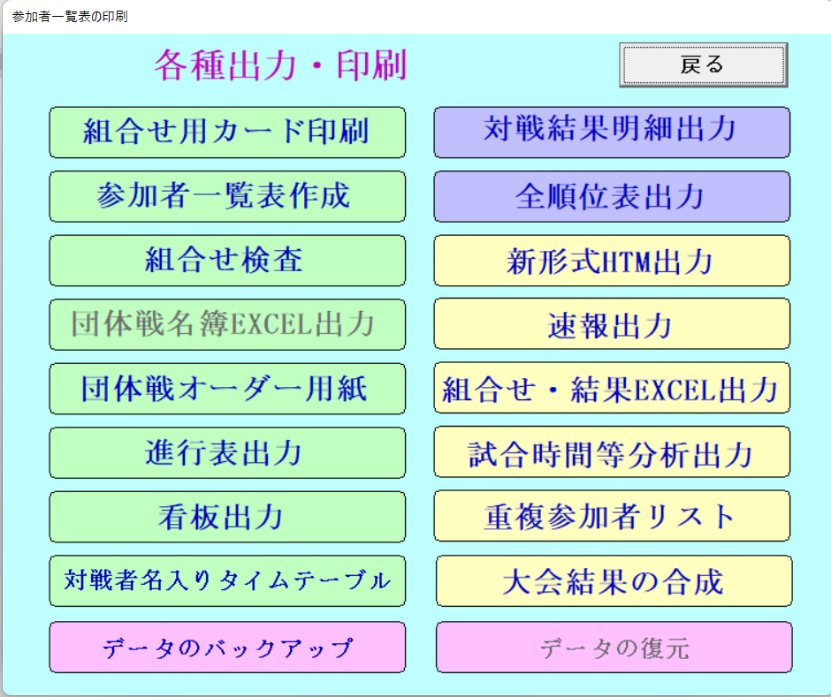 参加者一覧表の印刷
各種出力・印刷
戻る
組合せ用カード印刷
対戦結果明細出力
参加者一覧表作成
全順位表出力
組合せ検査
新形式HTM出力
団体戦名簿EXCEL出力
速報出力
団体戦オーダー用紙
組合せ・結果EXCEL出力
進行表出力
試合時間等分析出力
看板出力
重複参加者リスト
対戦者名入りタイムテーブル
大会結果の合成
データのバックアップ
データの復元